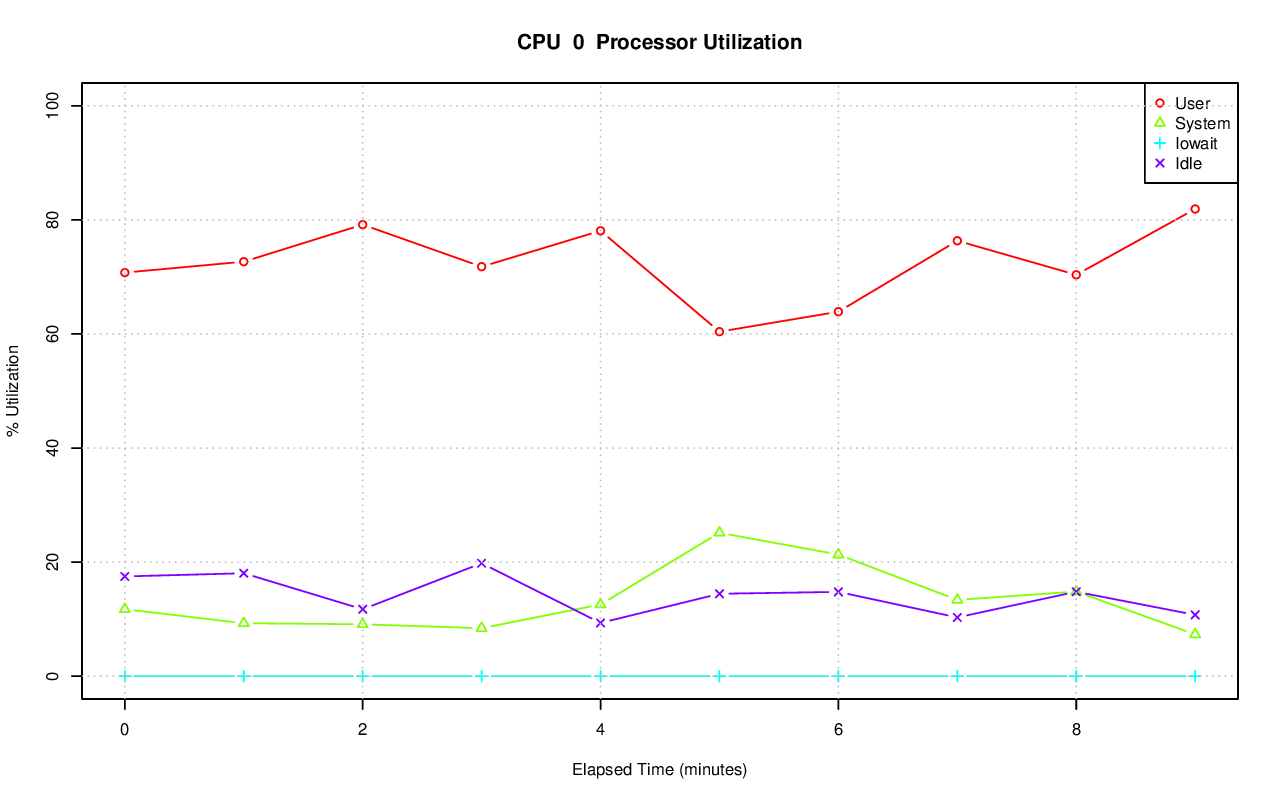 CPU 0 Processor Utilization
User
System
Iowait
Idle
% Utilization
100
80
60
40
20
0
0 2 4 6 8
Elapsed Time (minutes)